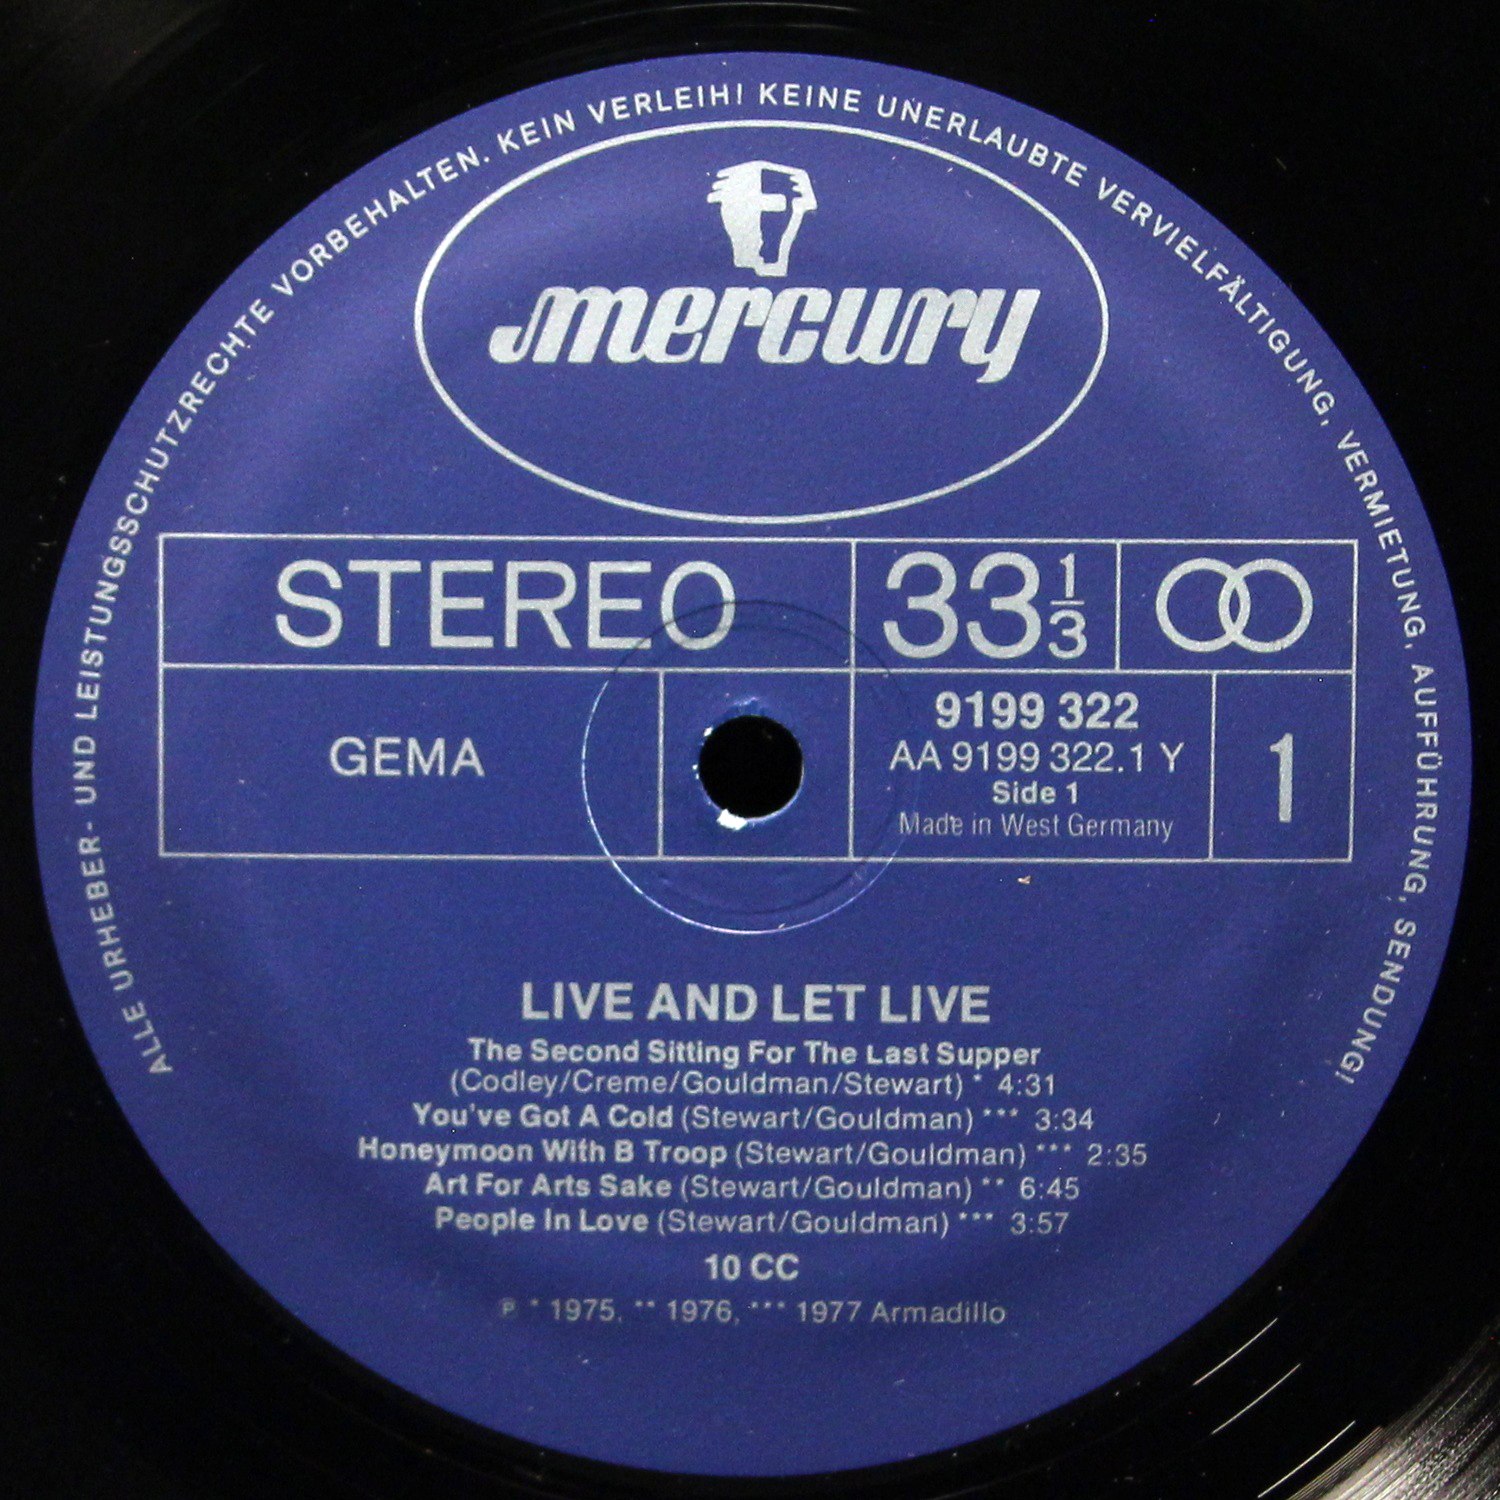 ALLE URHEBER- UND LEISTUNGSSCHUTZRECHTE VORBEHALTEN. KEIN VERLEIH! KEINE UNERLAUBTE VERVIELFÄLTIGUNG, VERMIETUNG, AUFFÜHRUNG, SENDUNG!
mercury
STEREO 33 1/3
GEMA
9199 322
AA 9199 322.1 Y
Side 1
Made in West Germany
1
LIVE AND LET LIVE
The Second Sitting For The Last Supper
(Codley/Creme/Gouldman/Stewart) * 4:31
You've Got A Cold (Stewart/Gouldman) *** 3:34
Honeymoon With B Troop (Stewart/Gouldman) *** 2:35
Art For Arts Sake (Stewart/Gouldman) ** 6:45
People In Love (Stewart/Gouldman) *** 3:57
10 CC
℗ * 1975, ** 1976, *** 1977 Armadillo